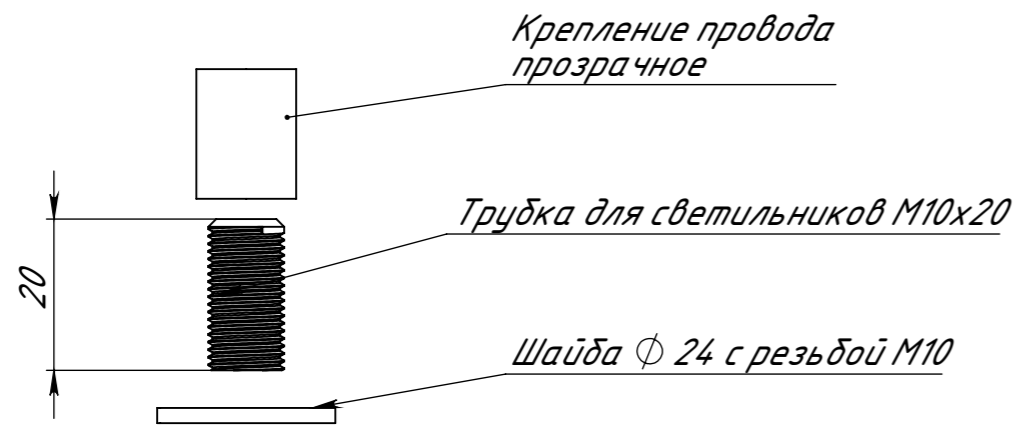 Крепление провода
прозрачное
Трубка для светильников М10х20
20
Шайба ∅ 24 с резьбой М10